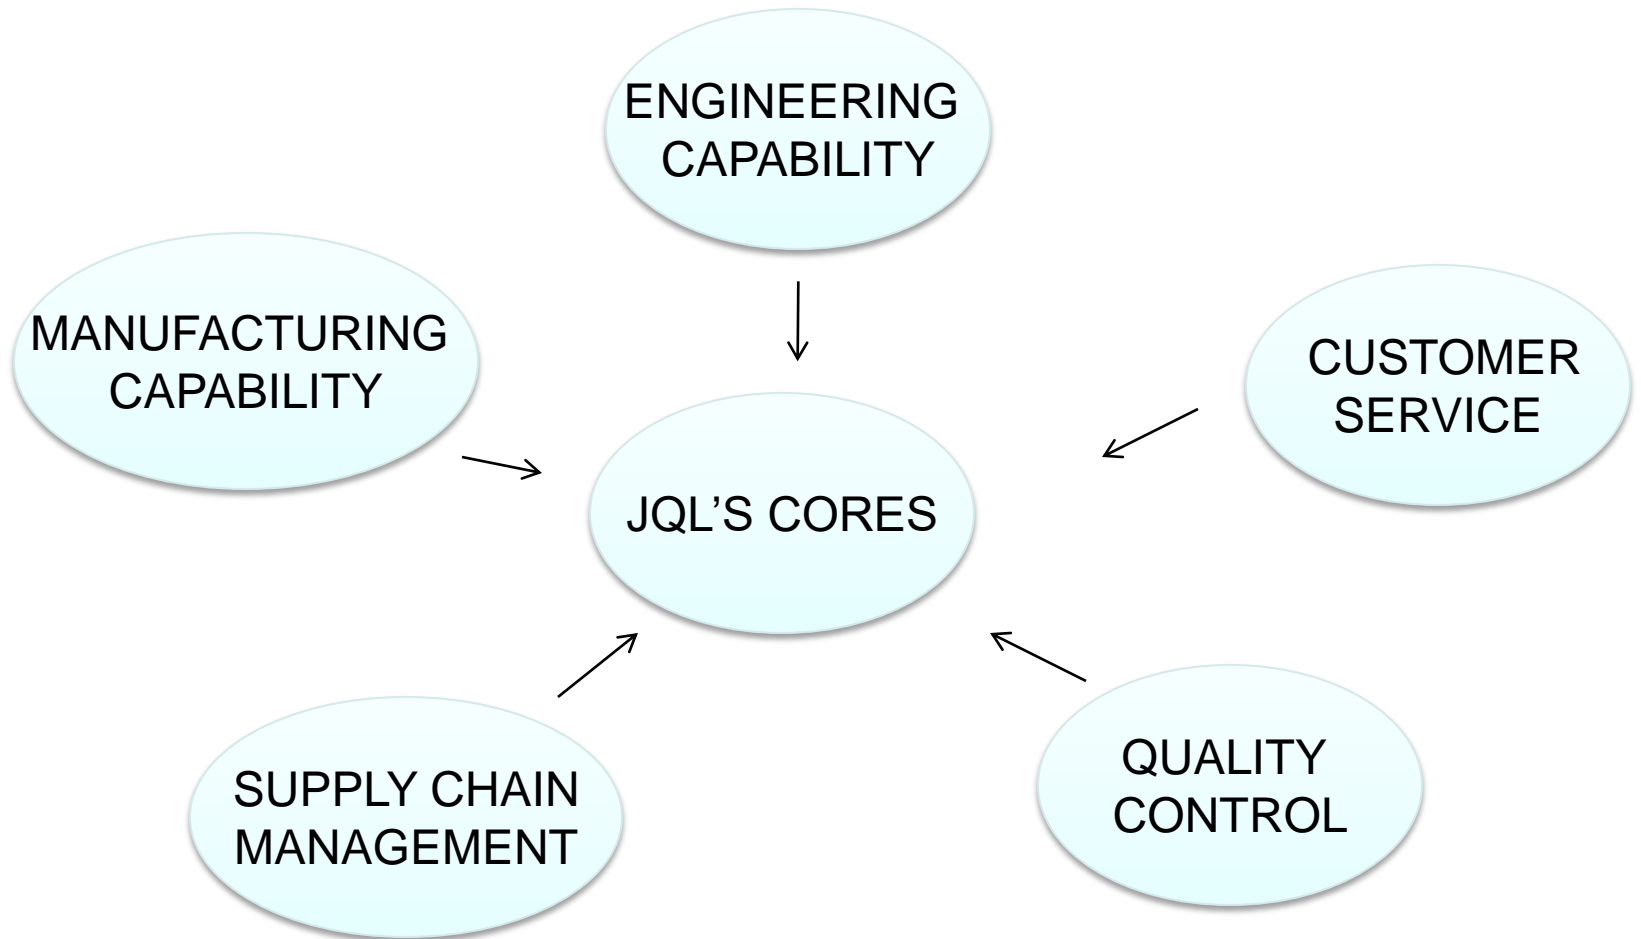 ENGINEERING
CAPABILITY
MANUFACTURING
CAPABILITY
CUSTOMER
SERVICE
JQL’S CORES
SUPPLY CHAIN
MANAGEMENT
QUALITY
CONTROL